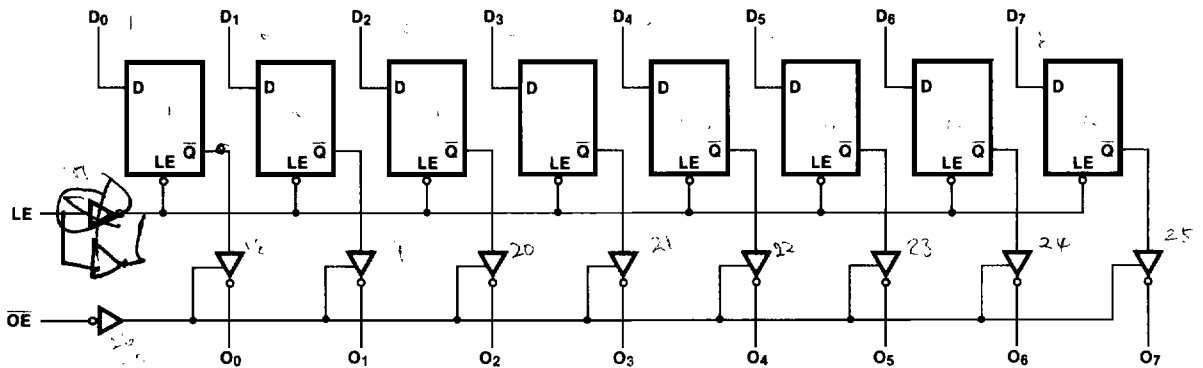 D0 D1 D2 D3 D4 D5 D6 D7
D D D D D D D D
Q̅ Q̅ Q̅ Q̅ Q̅ Q̅ Q̅ Q̅
LE LE LE LE LE LE LE LE
LE
20 21 22 23 24 25
O̅E̅
O0 O1 O2 O3 O4 O5 O6 O7